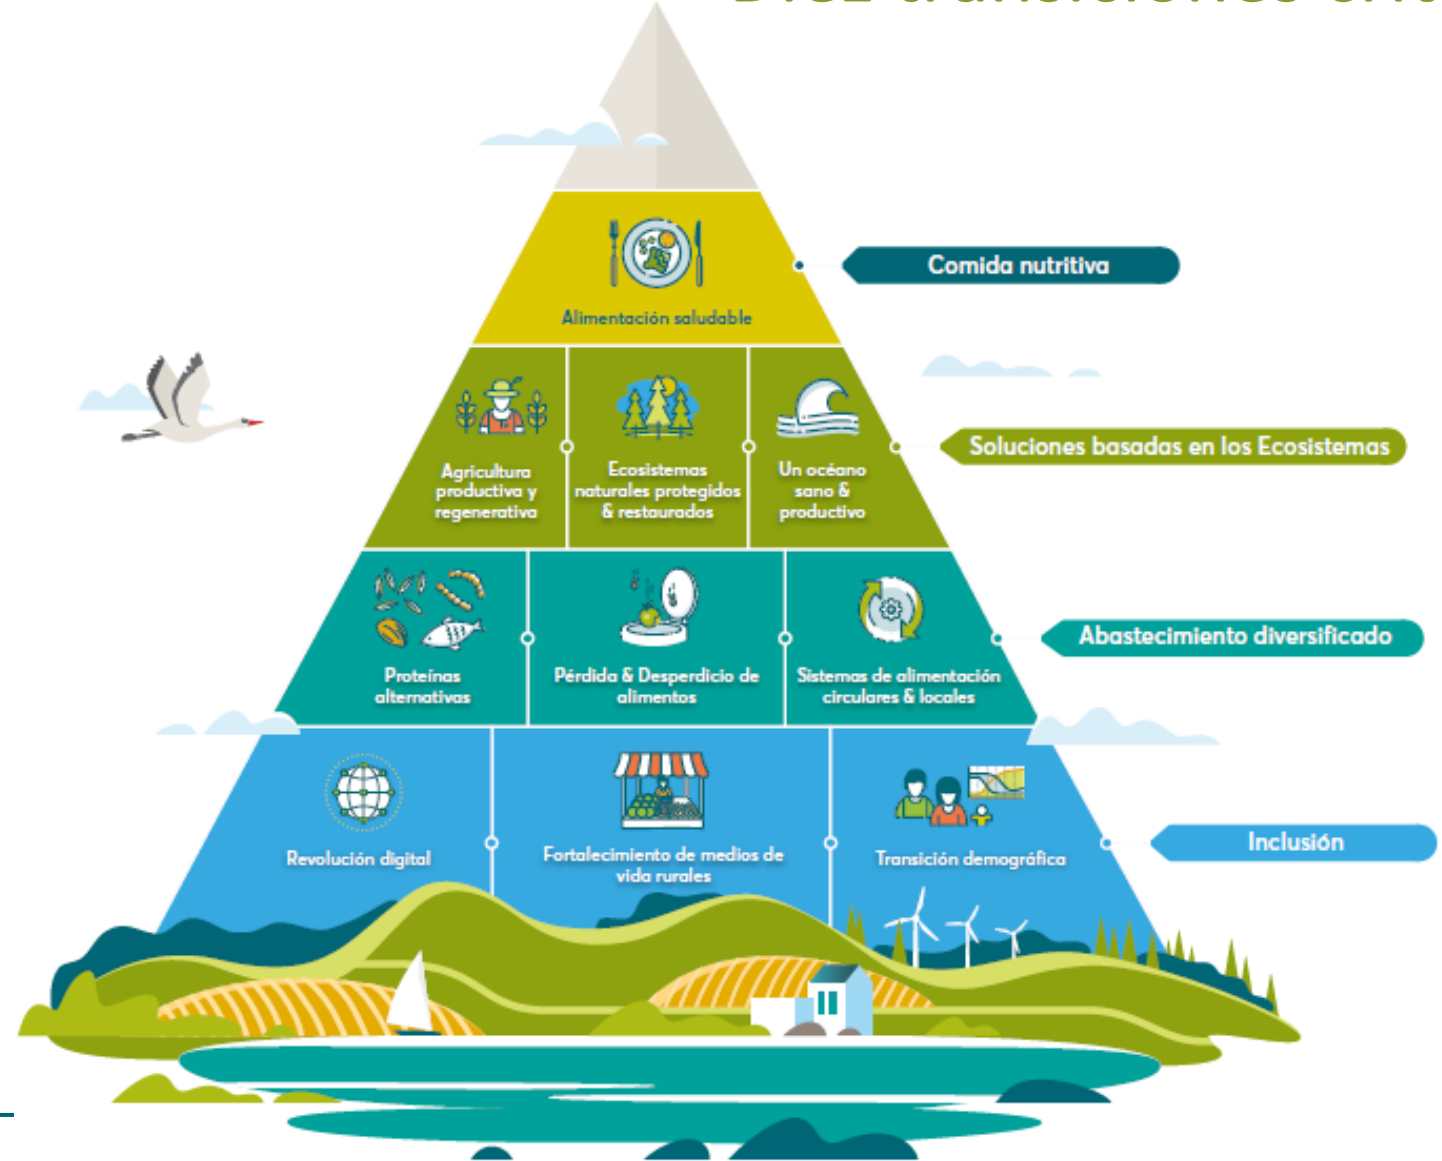 Diez transiciones
Comida nutritiva
Alimentación saludable
Soluciones basadas en los Ecosistemas
Agricultura
productiva y
regenerativa
Ecosistemas
naturales protegidos
& restaurados
Un océano
sano &
productivo
Abastecimiento diversificado
Proteínas
alternativas
Pérdida & Desperdicio de
alimentos
Sistemas de alimentación
circulares & locales
Inclusión
Revolución digital
Fortalecimiento de medios de
vida rurales
Transición demográfica